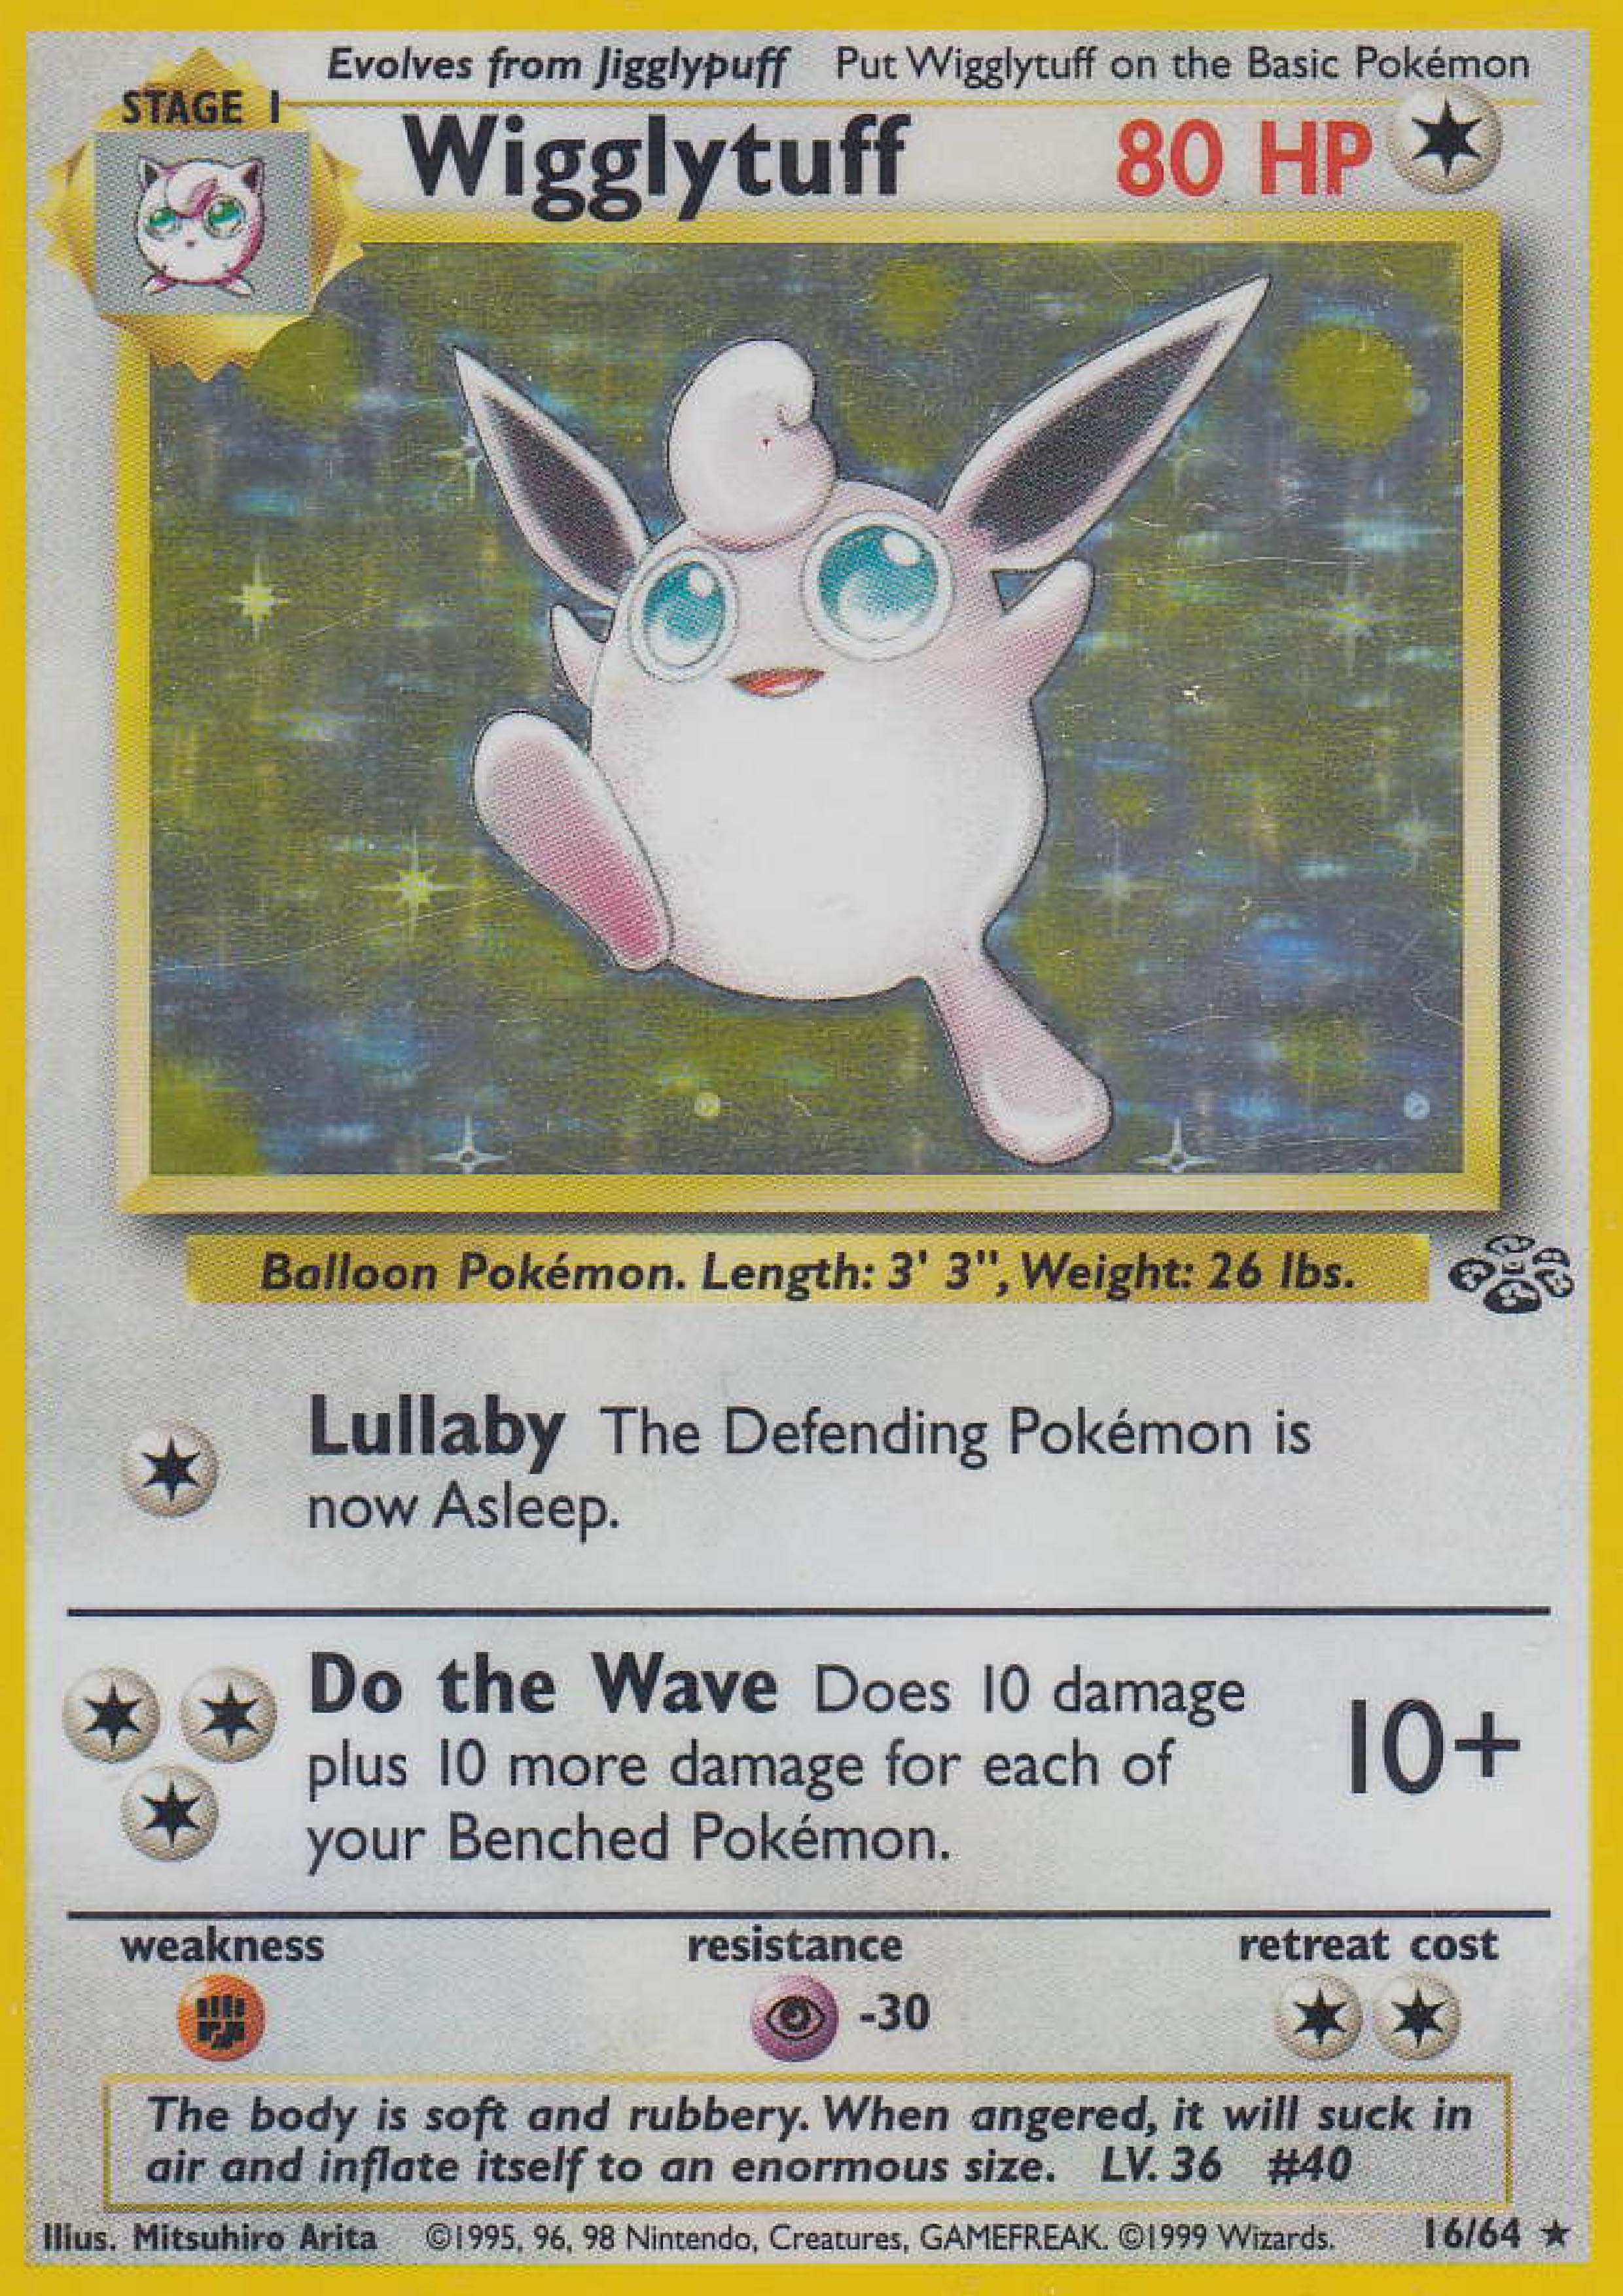 Evolves from Jigglypuff Put Wigglytuff on the Basic Pokémon
STAGE 1
Wigglytuff 80 HP
Balloon Pokémon. Length: 3' 3", Weight: 26 lbs.
Lullaby The Defending Pokémon is
now Asleep.
Do the Wave Does 10 damage
plus 10 more damage for each of
your Benched Pokémon.
10+
weakness resistance retreat cost
-30
The body is soft and rubbery. When angered, it will suck in
air and inflate itself to an enormous size. LV. 36 #40
Illus. Mitsuhiro Arita ©1995, 96, 98 Nintendo, Creatures, GAMEFREAK. ©1999 Wizards. 16/64 ★